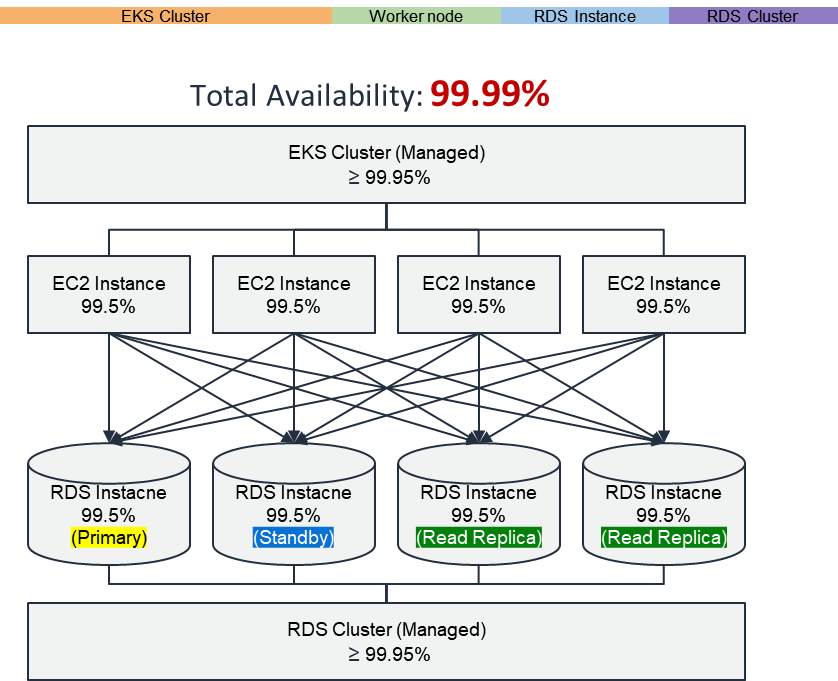 EKS Cluster Worker node RDS Instance RDS Cluster
Total Availability: 99.99%
EKS Cluster (Managed)
≥ 99.95%
EC2 Instance EC2 Instance EC2 Instance EC2 Instance
99.5% 99.5% 99.5% 99.5%
RDS Instacne RDS Instacne RDS Instacne RDS Instacne
99.5% 99.5% 99.5% 99.5%
(Primary) (Standby) (Read Replica) (Read Replica)
RDS Cluster (Managed)
≥ 99.95%